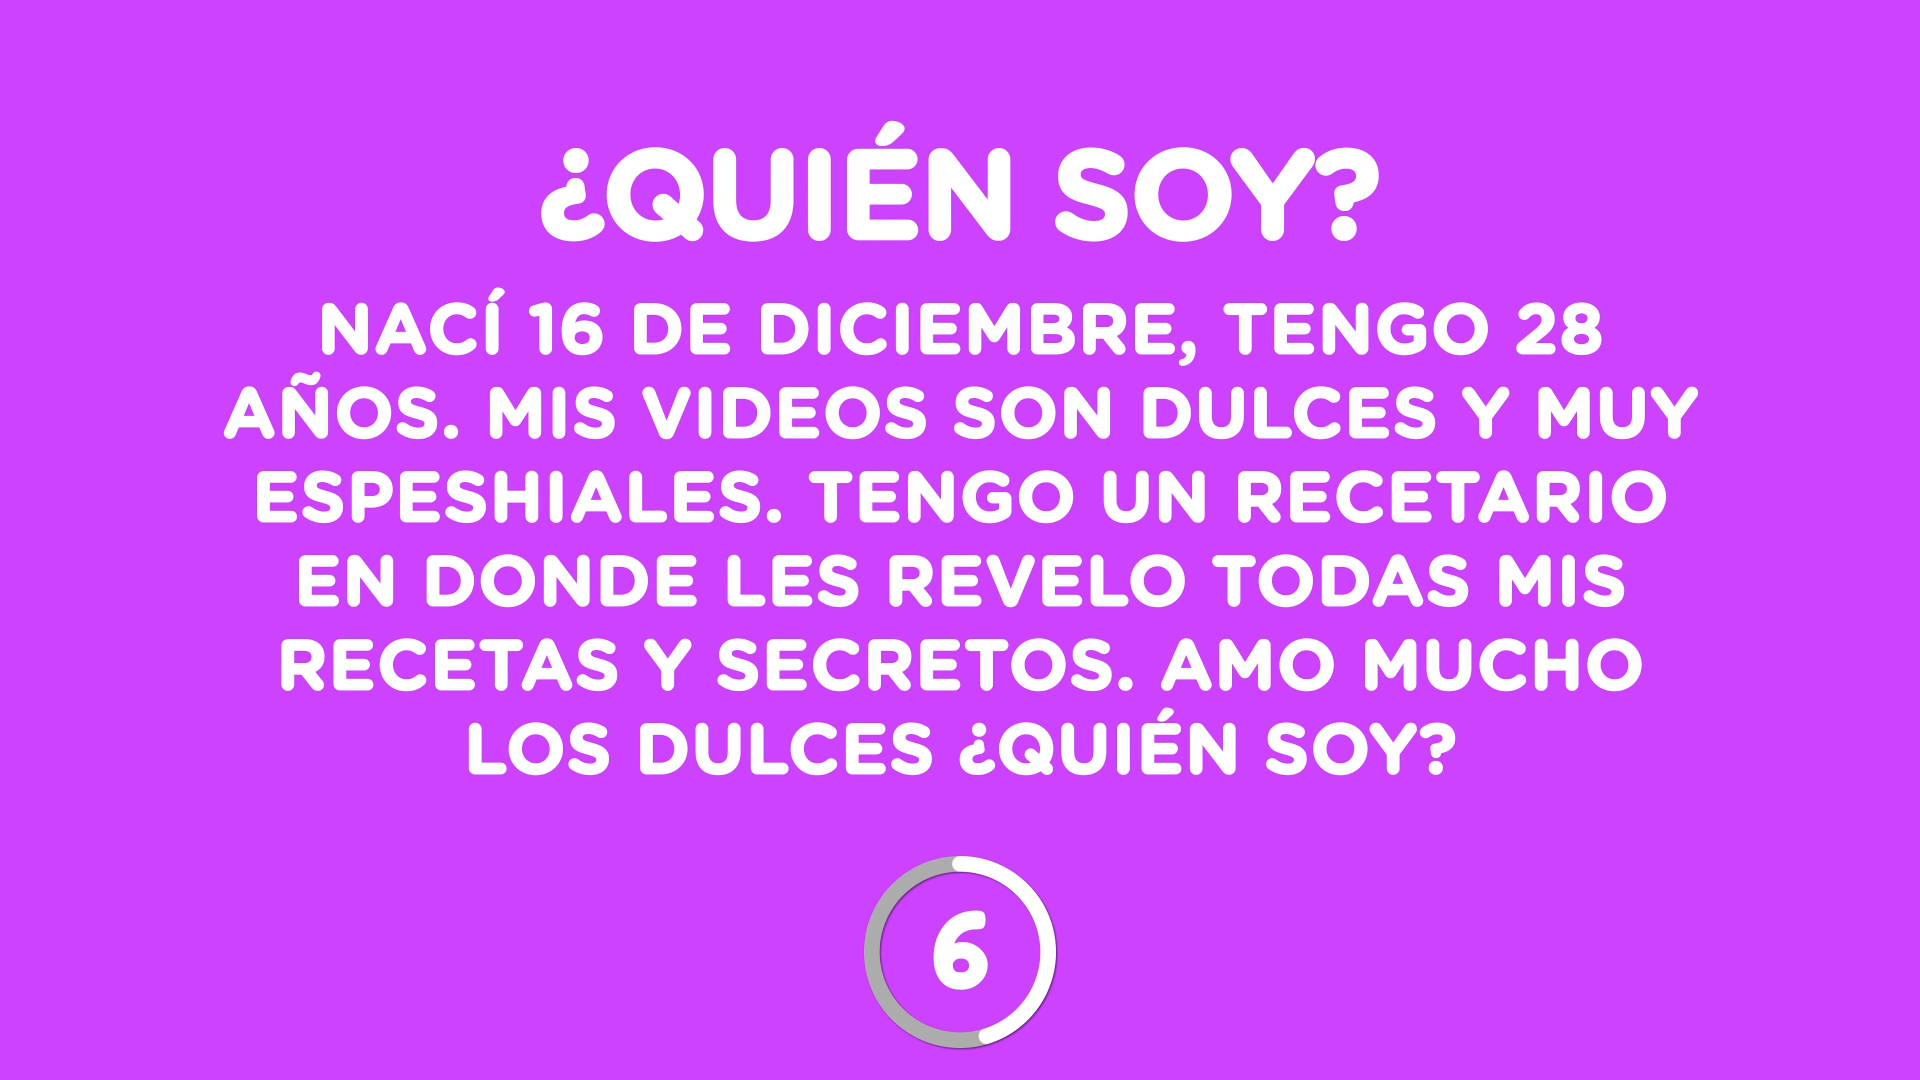 ¿QUIÉN SOY?
NACÍ 16 DE DICIEMBRE, TENGO 28
AÑOS. MIS VIDEOS SON DULCES Y MUY
ESPESHIALES. TENGO UN RECETARIO
EN DONDE LES REVELO TODAS MIS
RECETAS Y SECRETOS. AMO MUCHO
LOS DULCES ¿QUIÉN SOY?
6